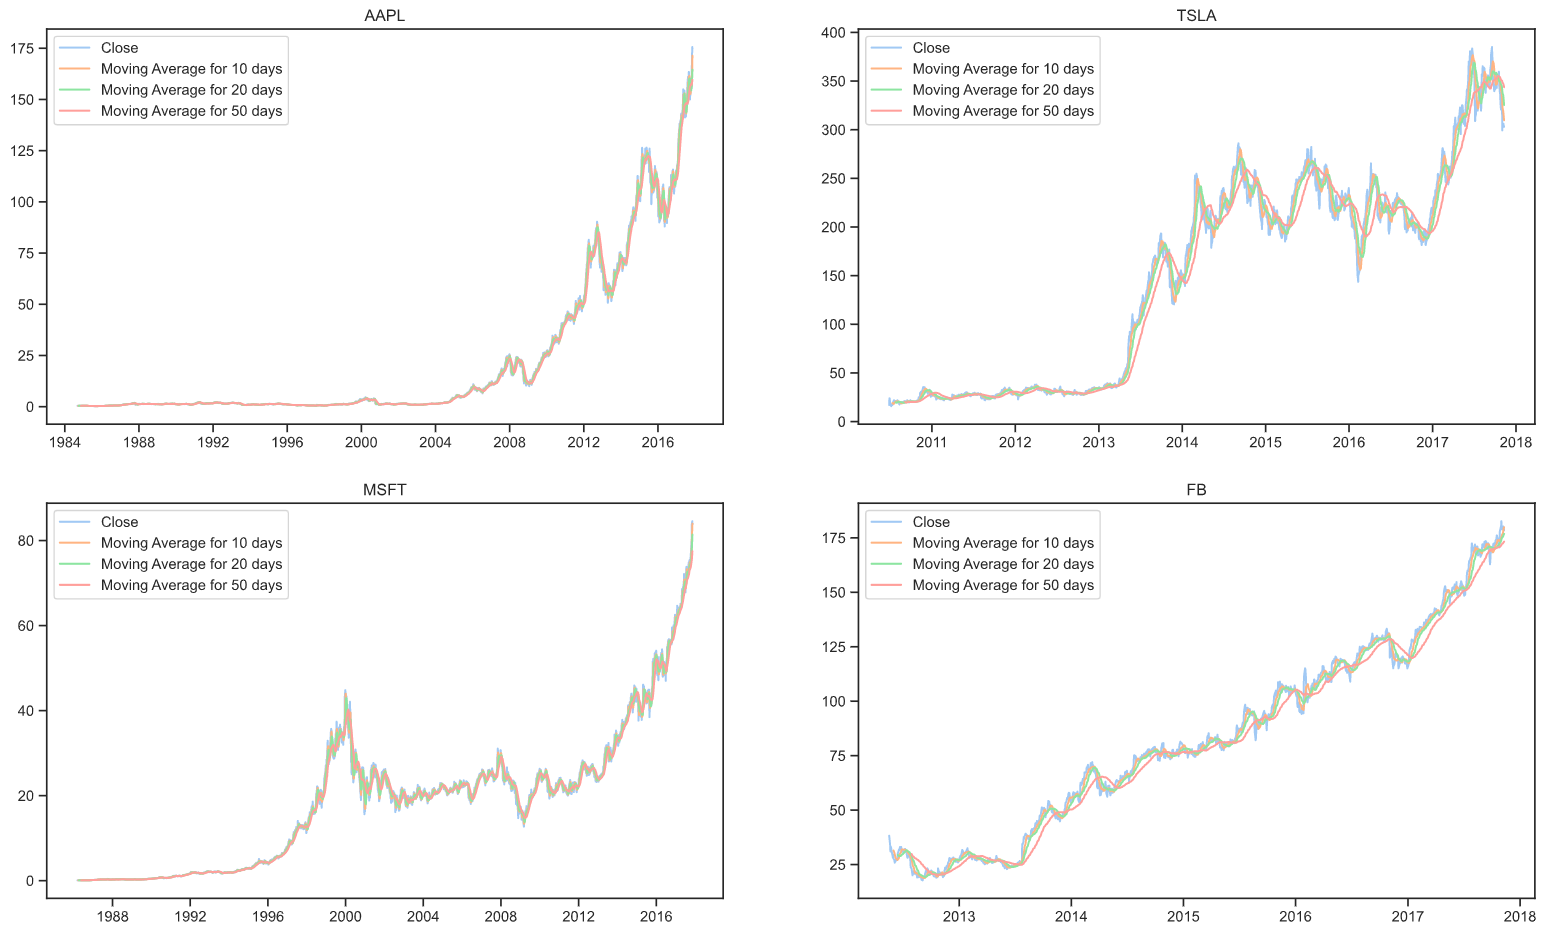 AAPL
Close
Moving Average for 10 days
Moving Average for 20 days
Moving Average for 50 days
175
150
125
100
75
50
25
0
1984 1988 1992 1996 2000 2004 2008 2012 2016
TSLA
Close
Moving Average for 10 days
Moving Average for 20 days
Moving Average for 50 days
400
350
300
250
200
150
100
50
0
2011 2012 2013 2014 2015 2016 2017 2018
MSFT
Close
Moving Average for 10 days
Moving Average for 20 days
Moving Average for 50 days
80
60
40
20
0
1988 1992 1996 2000 2004 2008 2012 2016
FB
Close
Moving Average for 10 days
Moving Average for 20 days
Moving Average for 50 days
175
150
125
100
75
50
25
2013 2014 2015 2016 2017 2018